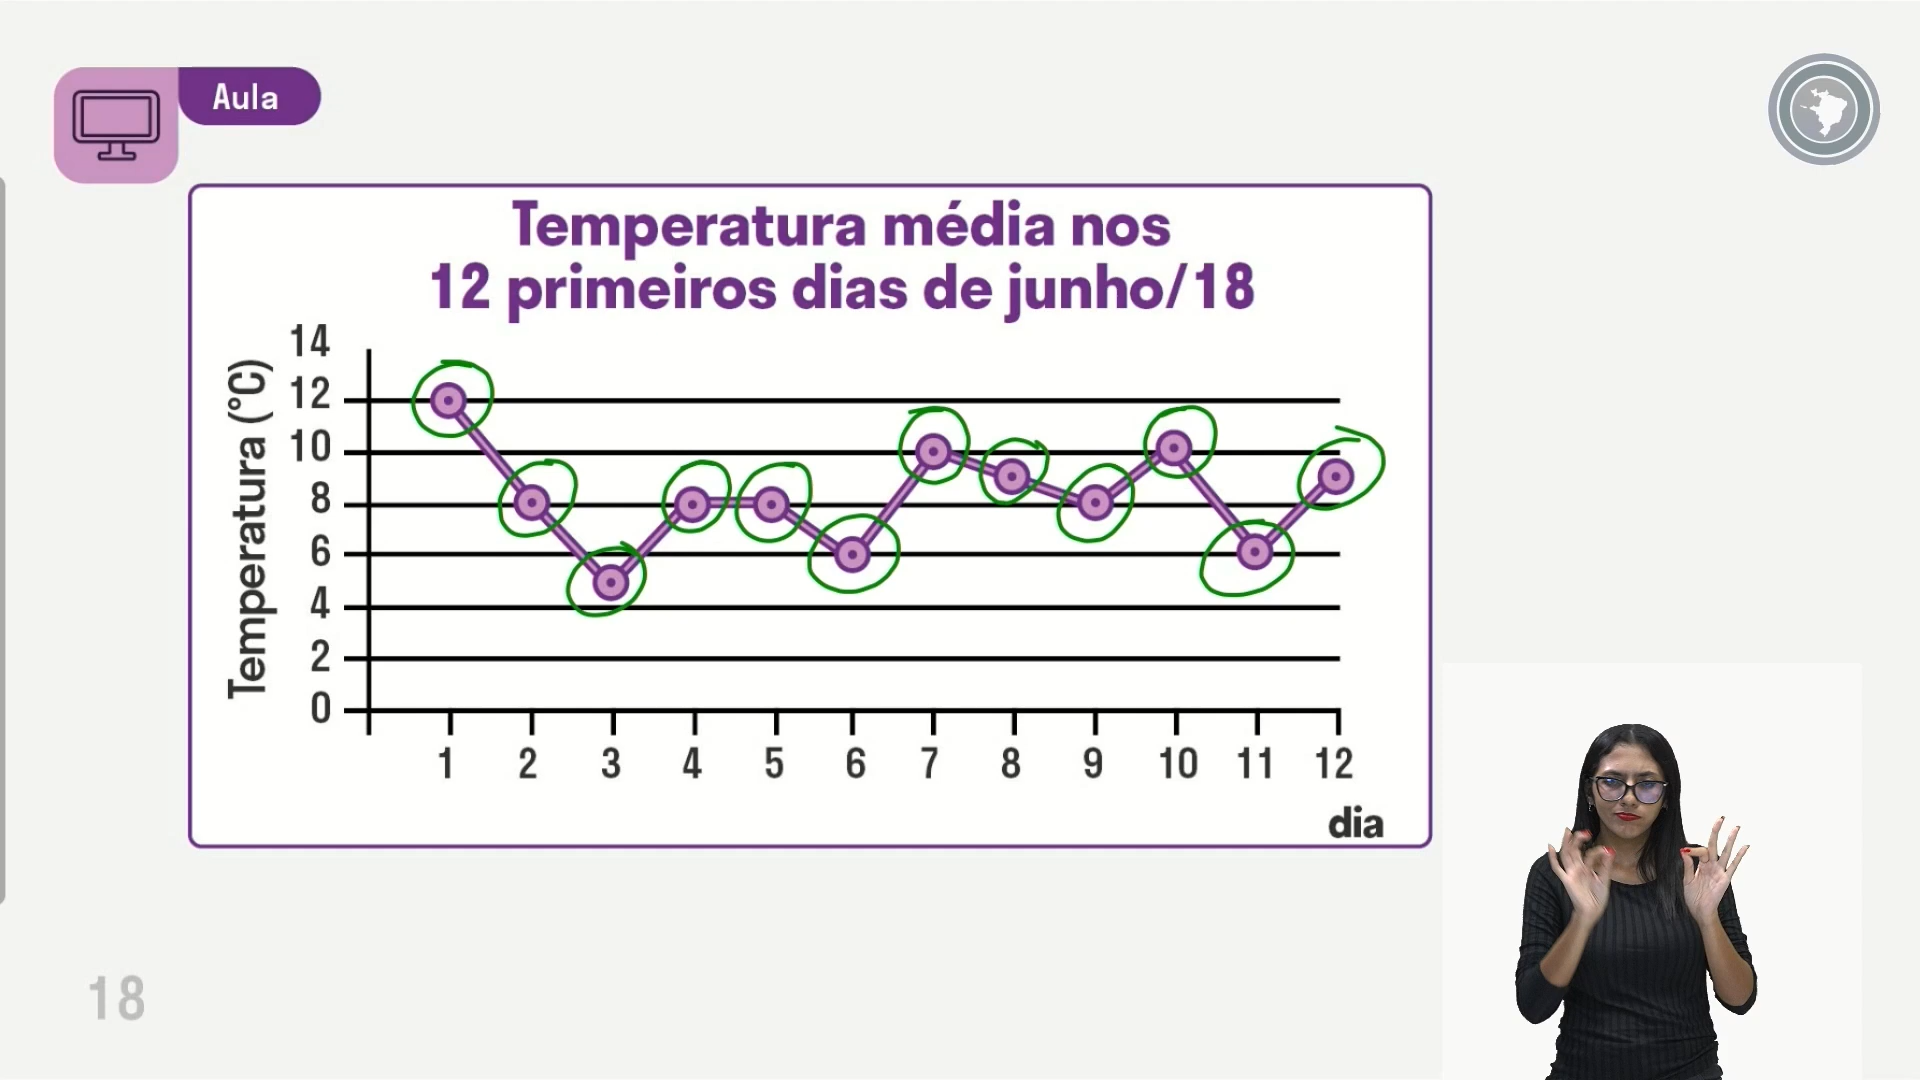 Aula
Temperatura média nos
12 primeiros dias de junho/18
Temperatura (°C)
14
12
10
8
6
4
2
0
1 2 3 4 5 6 7 8 9 10 11 12
dia
18